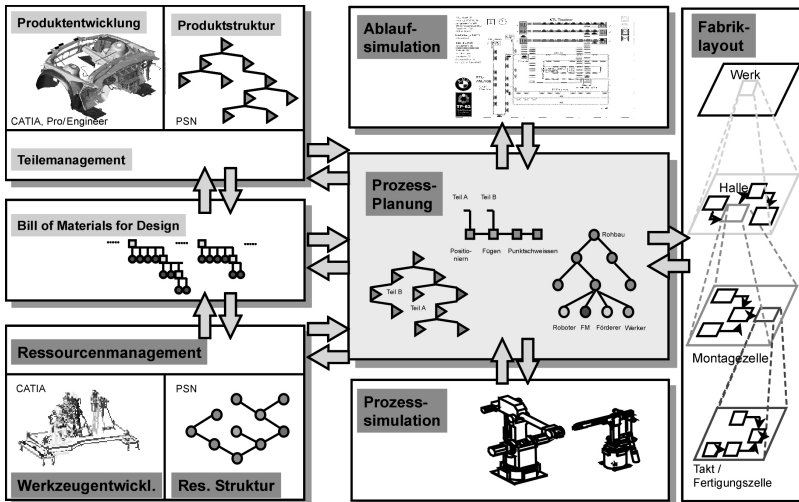 Produktentwicklung
CATIA, Pro/Engineer
Produktstruktur
PSN
Teilemanagement
Bill of Materials for Design
Ressourcenmanagement
CATIA
Werkzeugentwickl.
PSN
Res. Struktur
Ablauf-
simulation
Prozess-
Planung
Teil A
Teil B
Positio-
niern
Fügen
Punktschweissen
Teil B
Teil A
Rohbau
Roboter
FM
Förderer
Werker
Prozess-
simulation
Fabrik-
layout
Werk
Halle
Montagezelle
Takt /
Fertigungszelle